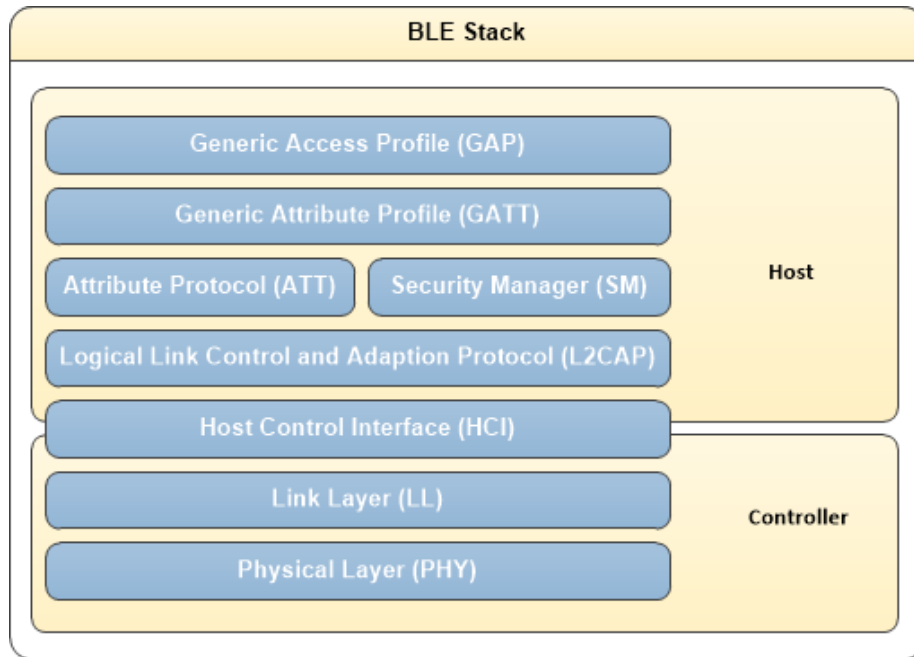 BLE Stack
Generic Access Profile (GAP)
Generic Attribute Profile (GATT)
Attribute Protocol (ATT)
Security Manager (SM)
Host
Logical Link Control and Adaption Protocol (L2CAP)
Host Control Interface (HCI)
Link Layer (LL)
Controller
Physical Layer (PHY)